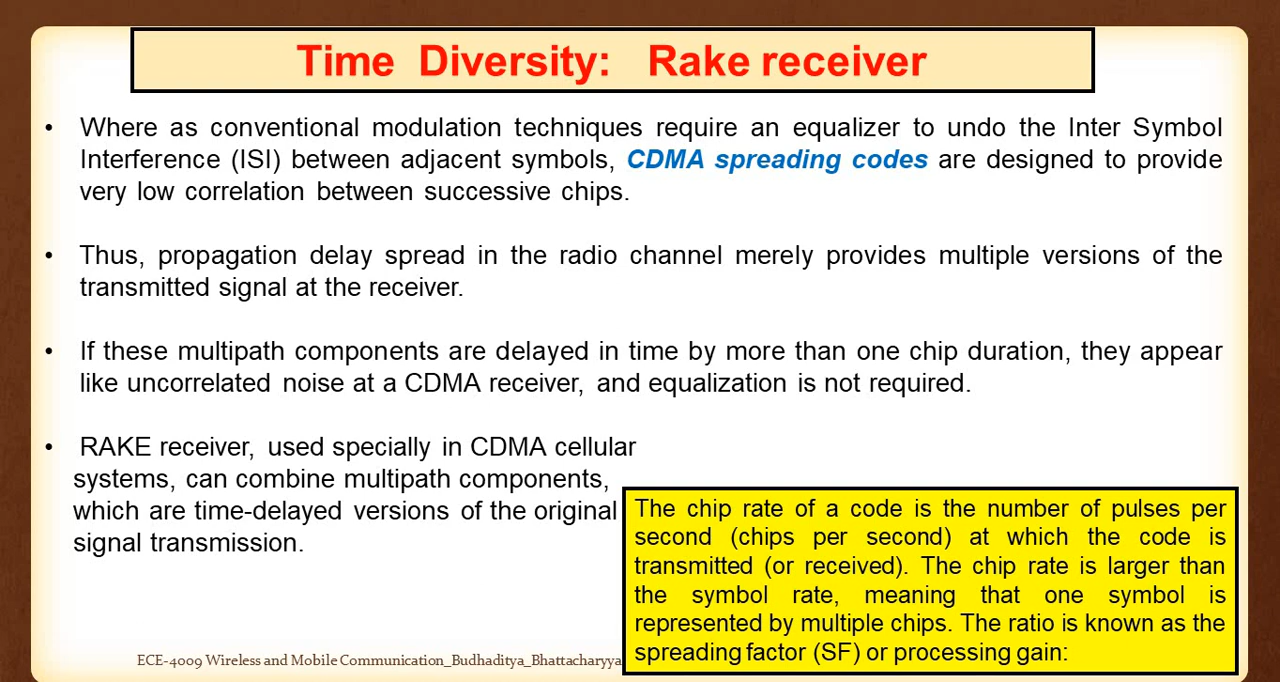 Time Diversity: Rake receiver
• Where as conventional modulation techniques require an equalizer to undo the Inter Symbol
Interference (ISI) between adjacent symbols, CDMA spreading codes are designed to provide
very low correlation between successive chips.
• Thus, propagation delay spread in the radio channel merely provides multiple versions of the
transmitted signal at the receiver.
• If these multipath components are delayed in time by more than one chip duration, they appear
like uncorrelated noise at a CDMA receiver, and equalization is not required.
• RAKE receiver, used specially in CDMA cellular
systems, can combine multipath components,
which are time-delayed versions of the original
signal transmission.
The chip rate of a code is the number of pulses per
second (chips per second) at which the code is
transmitted (or received). The chip rate is larger than
the symbol rate, meaning that one symbol is
represented by multiple chips. The ratio is known as the
spreading factor (SF) or processing gain:
ECE-4009 Wireless and Mobile Communication_Budhaditya_Bhattacharyya